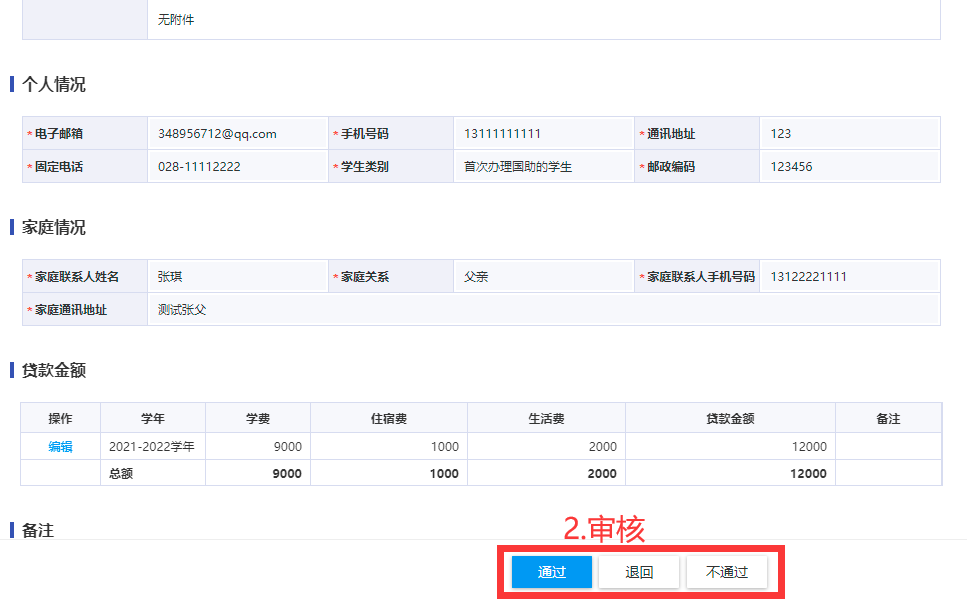 无附件
个人情况
*电子邮箱 348956712@qq.com *手机号码 13111111111 *通讯地址 123
*固定电话 028-11112222 *学生类别 首次办理国助的学生 *邮政编码 123456
家庭情况
*家庭联系人姓名 张琪 *家庭关系 父亲 *家庭联系人手机号码 13122221111
*家庭通讯地址 测试张父
贷款金额
操作 学年 学费 住宿费 生活费 贷款金额 备注
编辑 2021-2022学年 9000 1000 2000 12000
总额 9000 1000 2000 12000
备注
2.审核
通过 退回 不通过